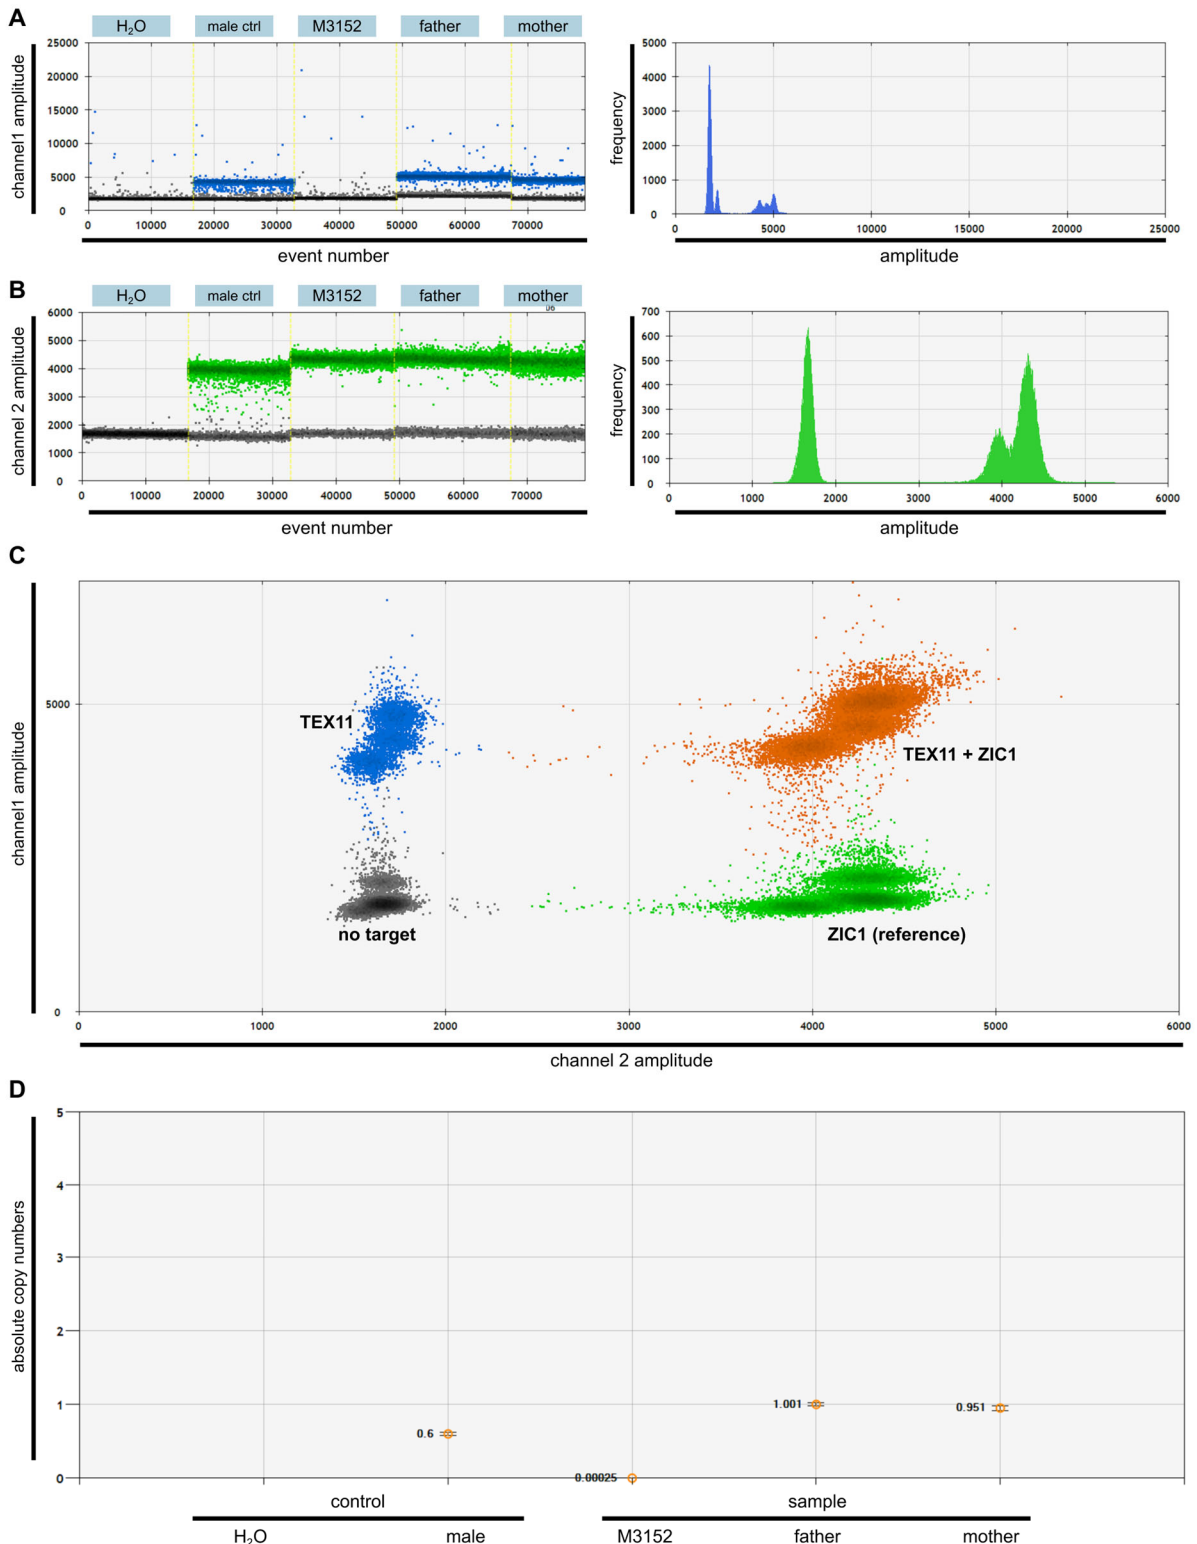 A
H₂O male ctrl M3152 father mother
channel1 amplitude
25000
20000
15000
10000
5000
0
0 10000 20000 30000 40000 50000 60000 70000
event number
frequency
5000
4000
3000
2000
1000
0
0 5000 10000 15000 20000 25000
amplitude
B
H₂O male ctrl M3152 father mother
channel 2 amplitude
6000
5000
4000
3000
2000
1000
0
0 10000 20000 30000 40000 50000 60000 70000
event number
frequency
700
600
500
400
300
200
100
0
0 1000 2000 3000 4000 5000 6000
amplitude
C
channel1 amplitude
5000
0
TEX11
TEX11 + ZIC1
no target
ZIC1 (reference)
0 1000 2000 3000 4000 5000 6000
channel 2 amplitude
D
absolute copy numbers
5
4
3
2
1
0
0.6
0.00025
1.001
0.951
control sample
H₂O male M3152 father mother